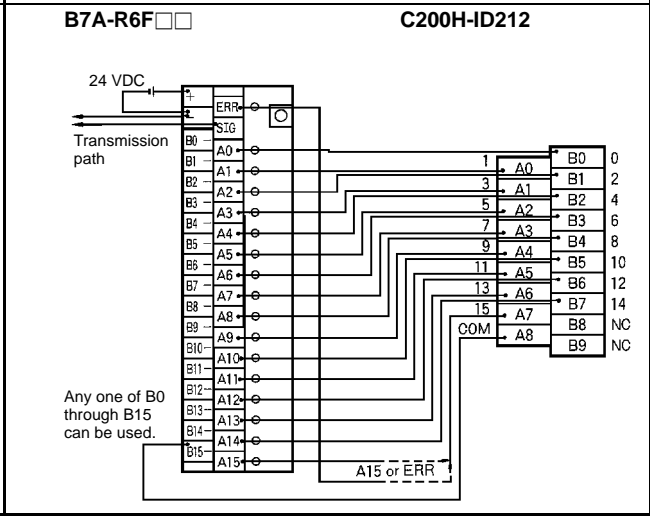 B7A-R6F□□
C200H-ID212
24 VDC
+
−
ERR
SIG
Transmission
path
B0
B1
B2
B3
B4
B5
B6
B7
B8
B9
B10
B11
B12
B13
B14
B15
A0
A1
A2
A3
A4
A5
A6
A7
A8
A9
A10
A11
A12
A13
A14
A15
Any one of B0
through B15
can be used.
A15 or ERR
1
3
5
7
9
11
13
15
COM
A0
A1
A2
A3
A4
A5
A6
A7
A8
B0
B1
B2
B3
B4
B5
B6
B7
B8
B9
0
2
4
6
8
10
12
14
NC
NC